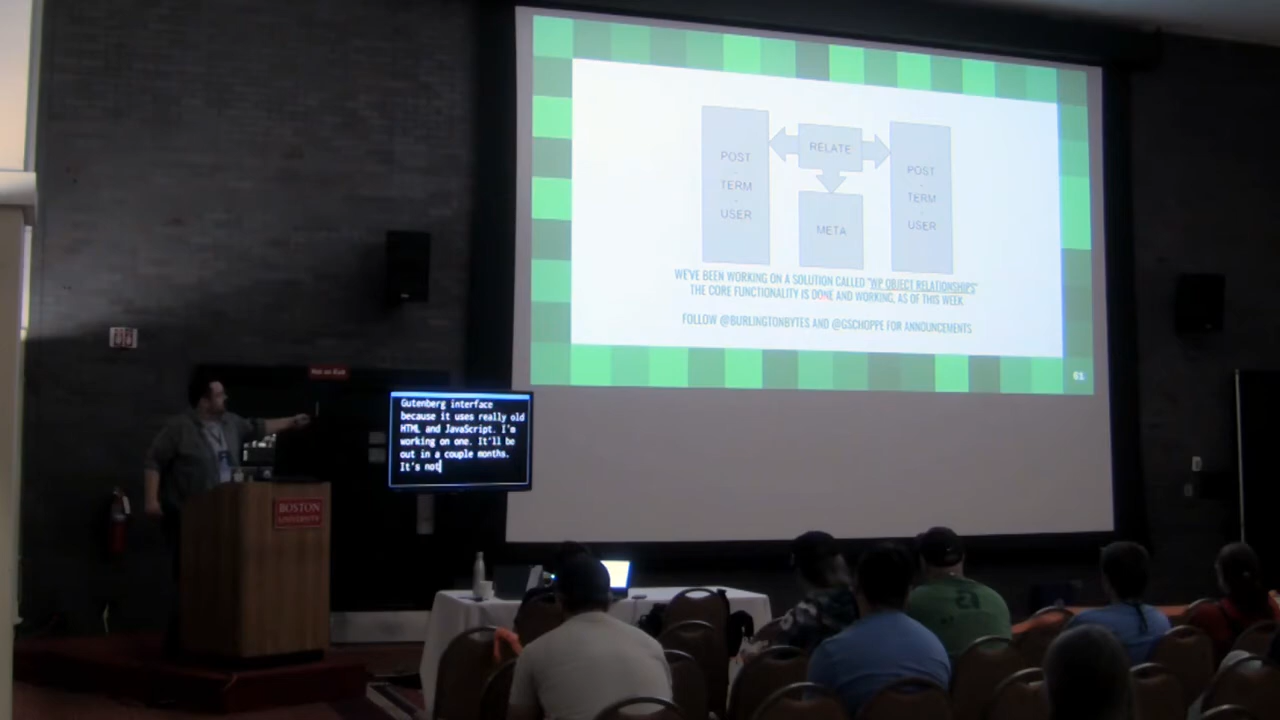 POST
-
TERM
-
USER
RELATE
META
POST
-
TERM
-
USER
WE'VE BEEN WORKING ON A SOLUTION CALLED "WP OBJECT RELATIONSHIPS"
THE CORE FUNCTIONALITY IS DONE AND WORKING, AS OF THIS WEEK
FOLLOW @BURLINGTONBYTES AND @GSCHOPPE FOR ANNOUNCEMENTS
61
Gutenberg interface
because it uses really old
HTML and JavaScript. I'm
working on one. It'll be
out in a couple months.
It's not
BOSTON
UNIVERSITY